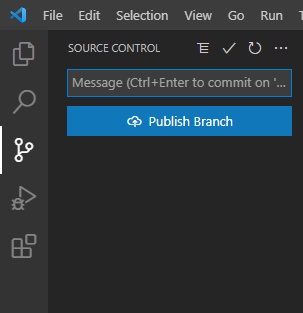 File Edit Selection View Go Run
SOURCE CONTROL
Message (Ctrl+Enter to commit on '...
Publish Branch